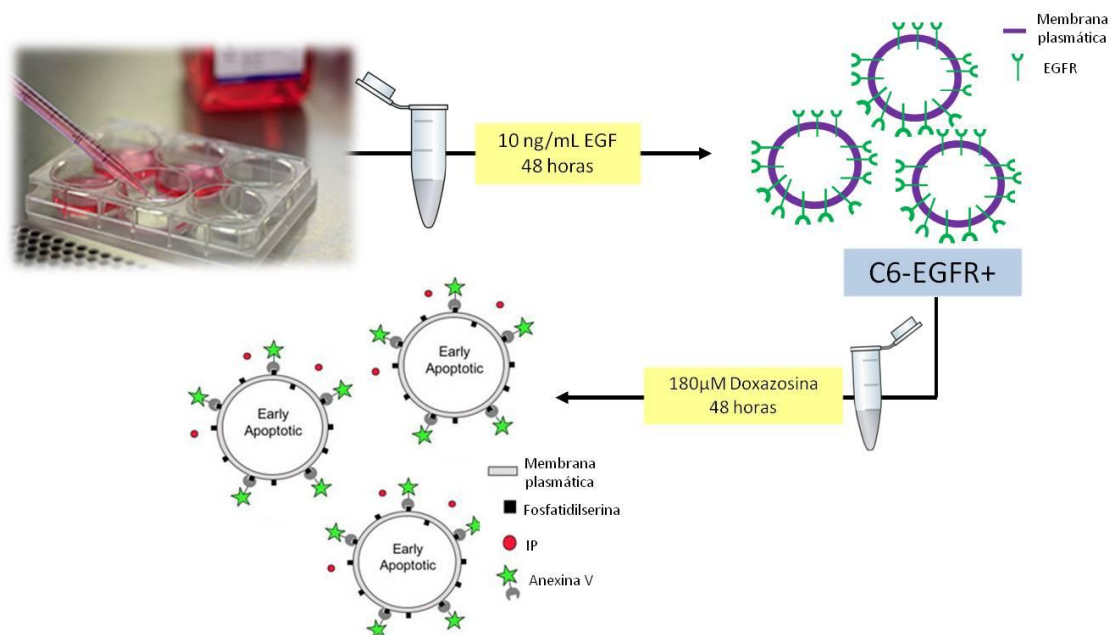 Membrana
plasmática
EGFR
10 ng/mL EGF
48 horas
C6-EGFR+
180µM Doxazosina
48 horas
Early
Apoptotic
Early
Apoptotic
Early
Apoptotic
Membrana
plasmática
Fosfatidilserina
IP
Anexina V